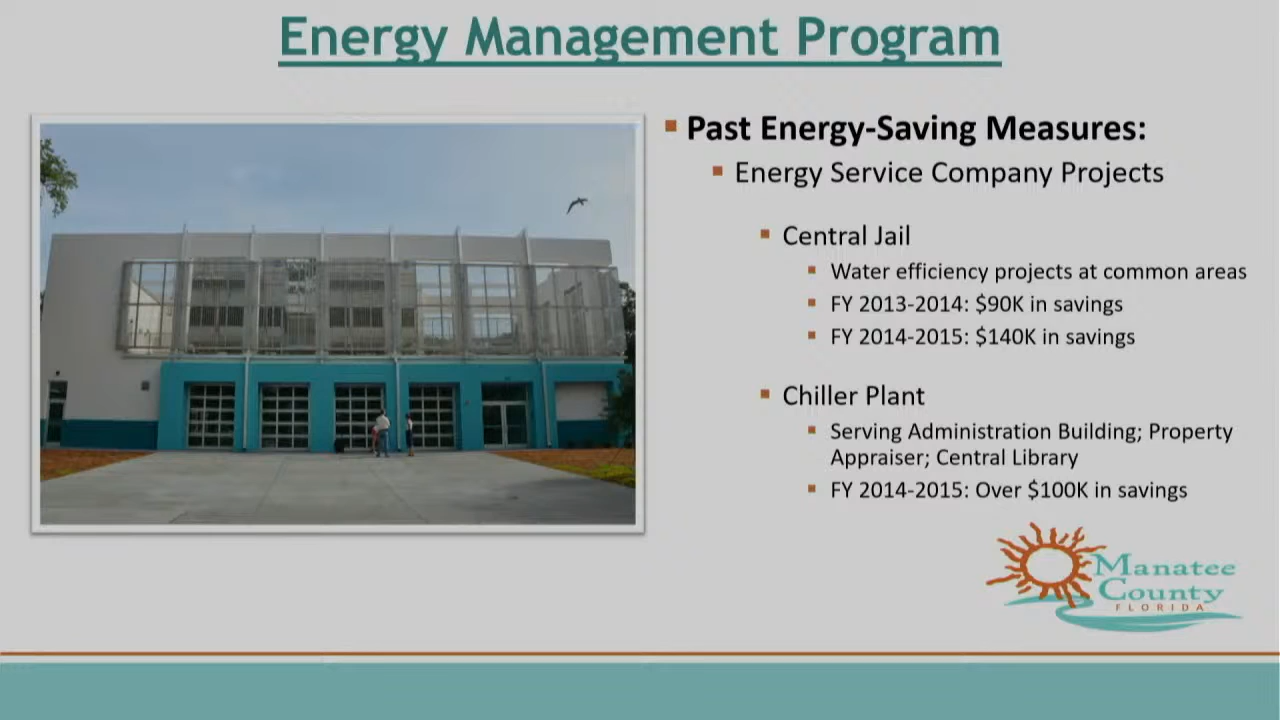 Energy Management Program
Past Energy-Saving Measures:
Energy Service Company Projects
Central Jail
Water efficiency projects at common areas
FY 2013-2014: $90K in savings
FY 2014-2015: $140K in savings
Chiller Plant
Serving Administration Building; Property
Appraiser; Central Library
FY 2014-2015: Over $100K in savings
Manatee
County
FLORIDA